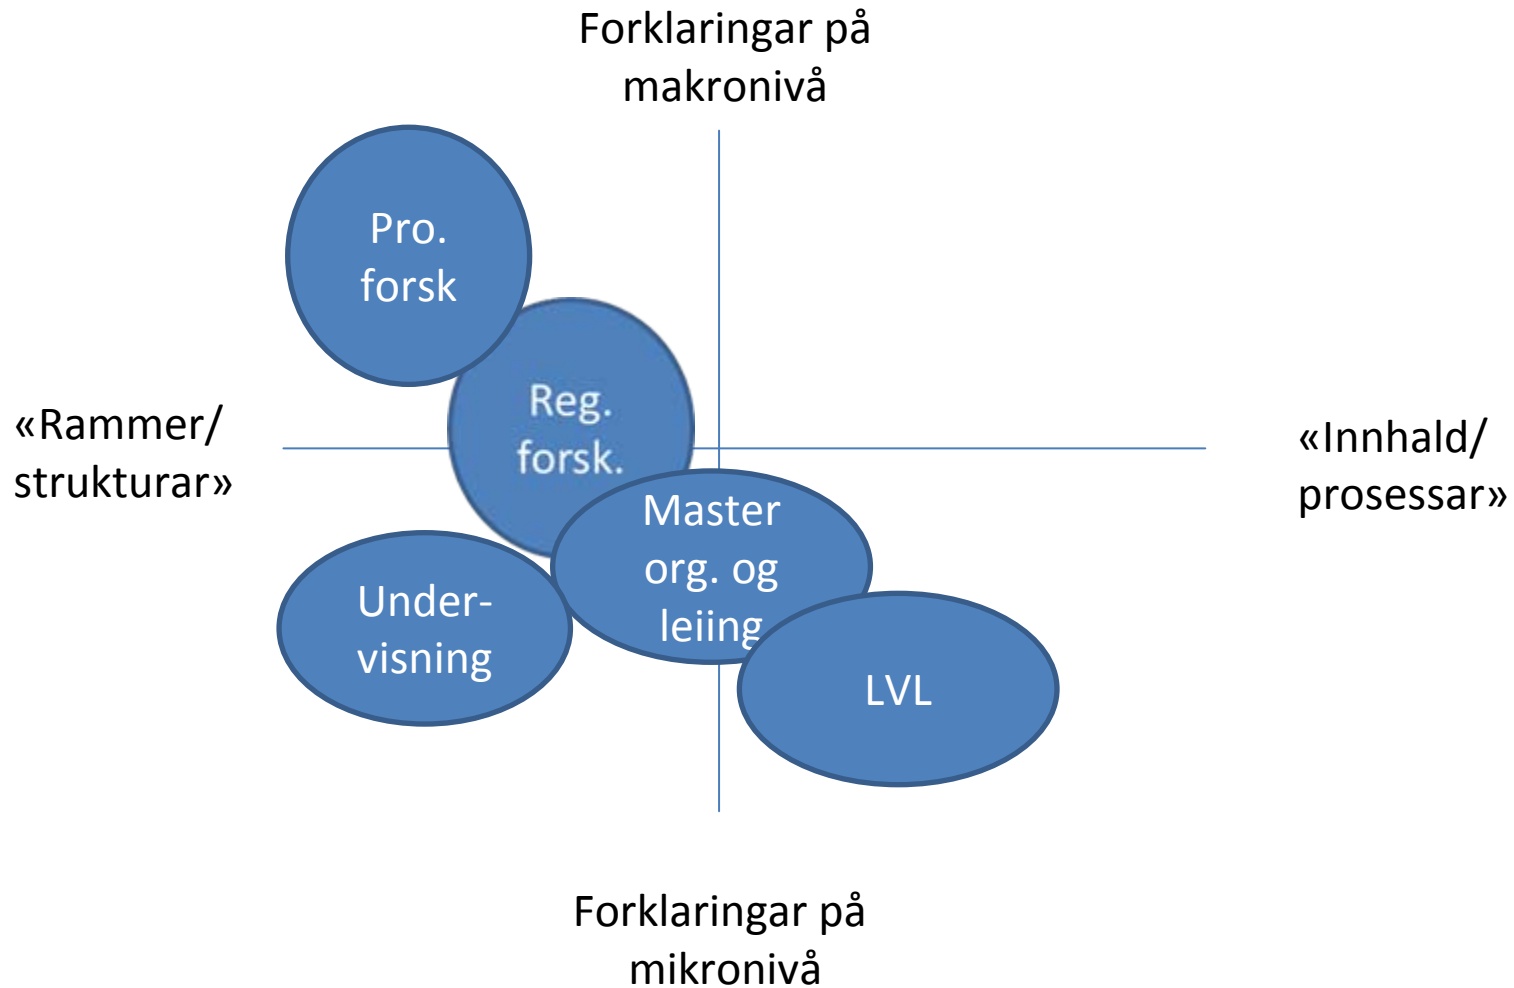 Forklaringar på
makronivå
Pro.
forsk
Reg.
forsk.
«Rammer/
strukturar»
«Innhald/
prosessar»
Master
org. og
leiing
Under-
visning
LVL
Forklaringar på
mikronivå